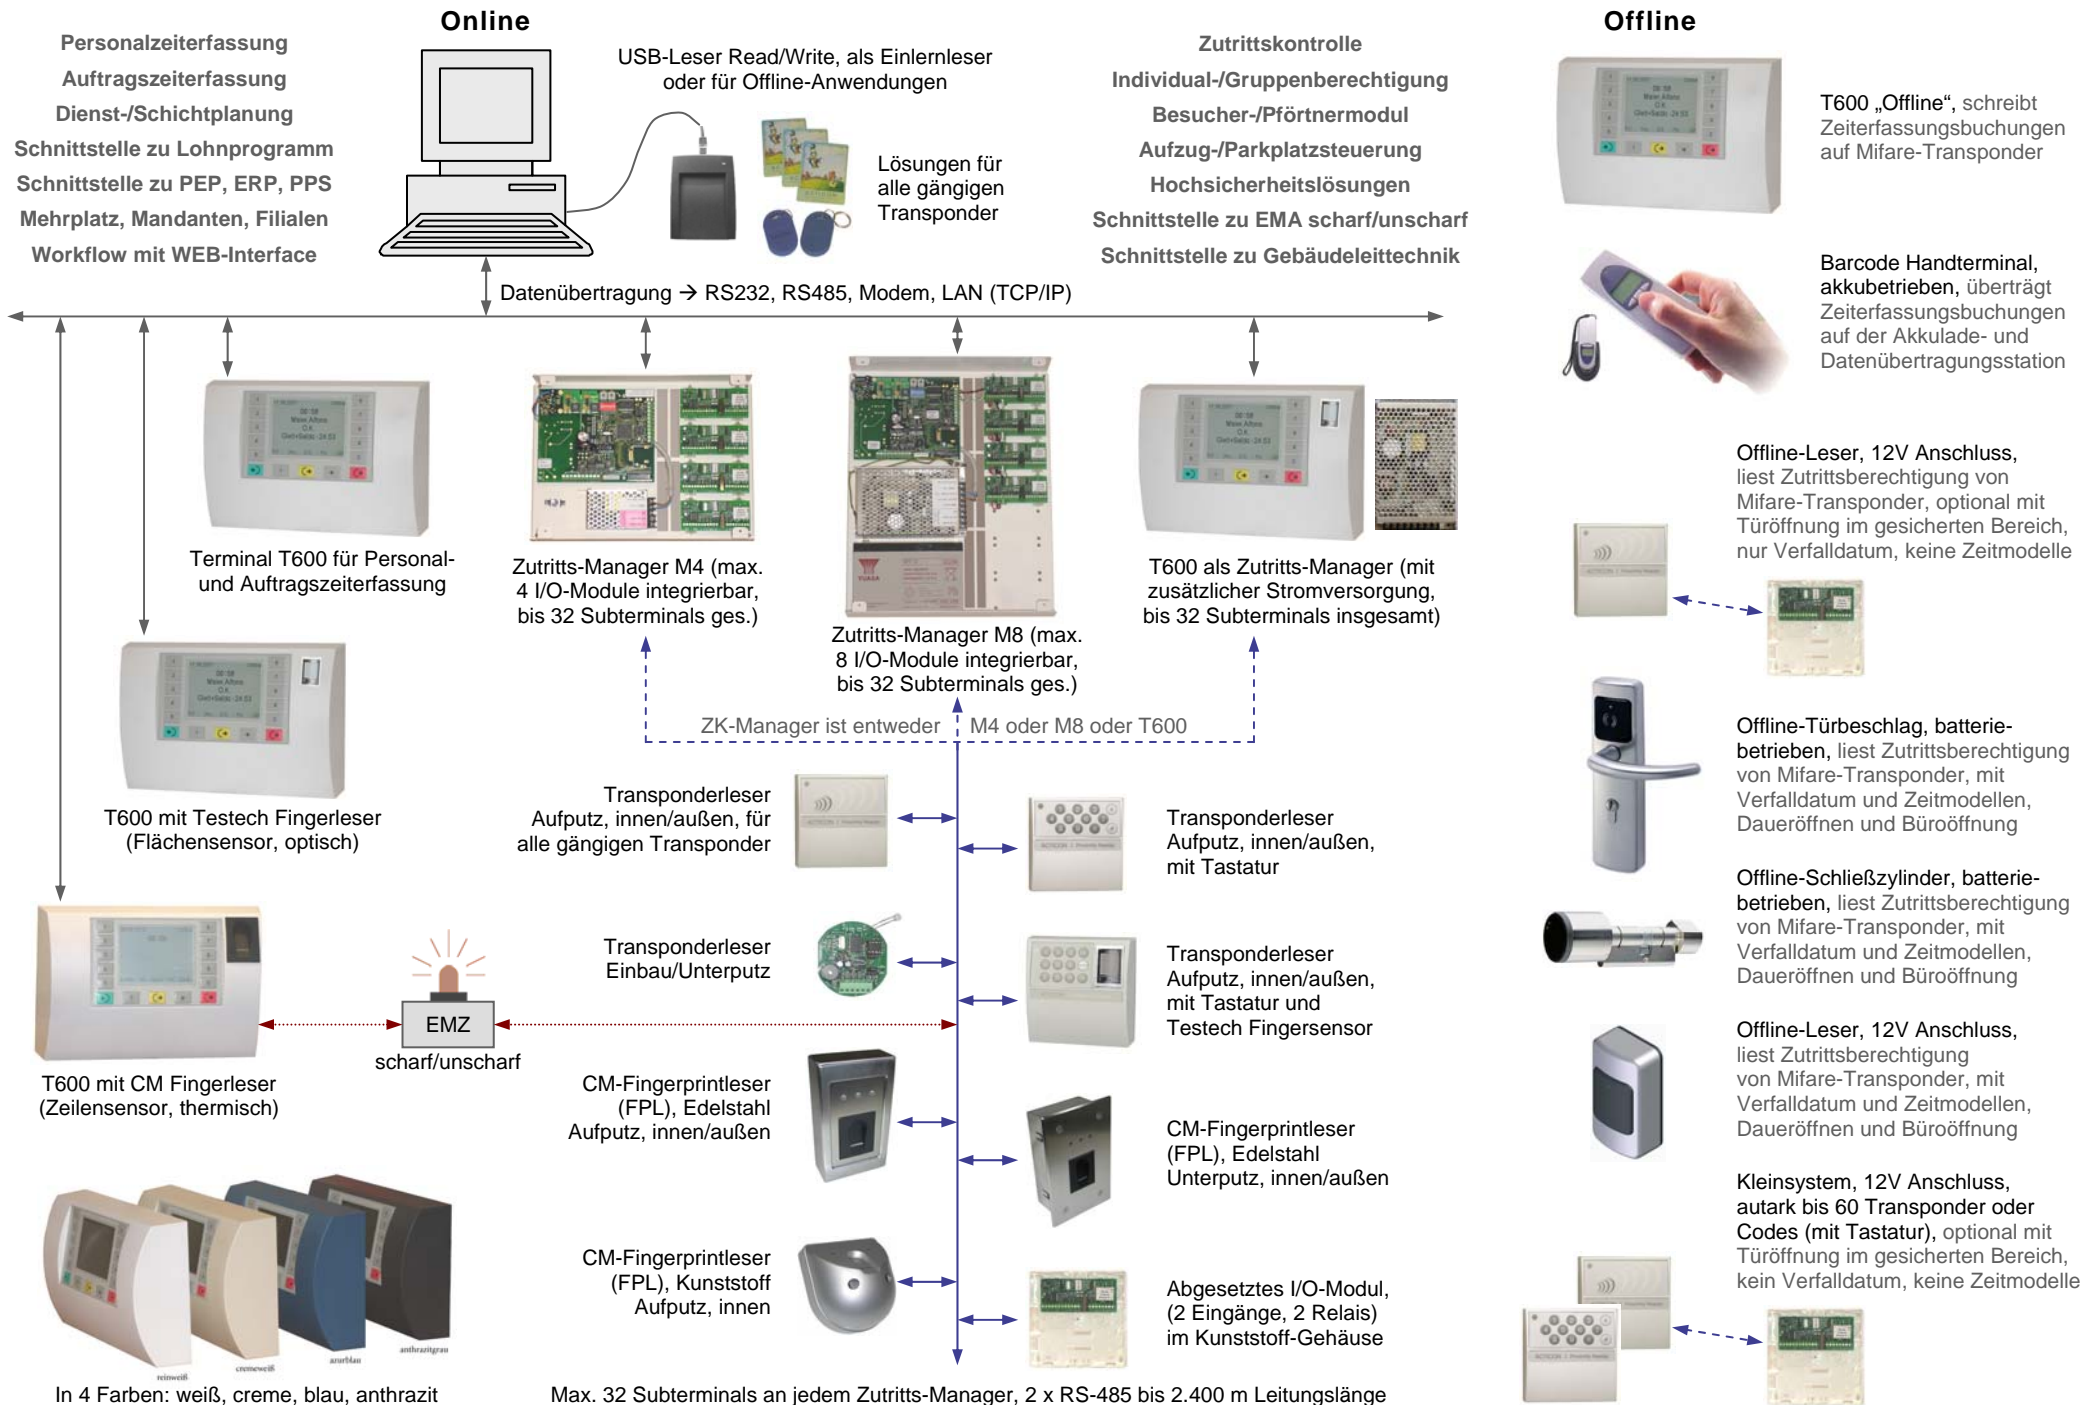 Online
Offline
Personalzeiterfassung
Auftragszeiterfassung
Dienst-/Schichtplanung
Schnittstelle zu Lohnprogramm
Schnittstelle zu PEP, ERP, PPS
Mehrplatz, Mandanten, Filialen
Workflow mit WEB-Interface
USB-Leser Read/Write, als Einlernleser
oder für Offline-Anwendungen
Lösungen für
alle gängigen
Transponder
Zutrittskontrolle
Individual-/Gruppenberechtigung
Besucher-/Pförtnermodul
Aufzug-/Parkplatzsteuerung
Hochsicherheitslösungen
Schnittstelle zu EMA scharf/unscharf
Schnittstelle zu Gebäudeleittechnik
Datenübertragung → RS232, RS485, Modem, LAN (TCP/IP)
Terminal T600 für Personal-
und Auftragszeiterfassung
Zutritts-Manager M4 (max.
4 I/O-Module integrierbar,
bis 32 Subterminals ges.)
YUASA
Zutritts-Manager M8 (max.
8 I/O-Module integrierbar,
bis 32 Subterminals ges.)
T600 als Zutritts-Manager (mit
zusätzlicher Stromversorgung,
bis 32 Subterminals insgesamt)
ZK-Manager ist entweder
M4 oder M8 oder T600
T600 mit Testech Fingerleser
(Flächensensor, optisch)
T600 mit CM Fingerleser
(Zeilensensor, thermisch)
EMZ
scharf/unscharf
reinweiß
cremeweiß
azurblau
anthrazitgrau
In 4 Farben: weiß, creme, blau, anthrazit
Transponderleser
Aufputz, innen/außen, für
alle gängigen Transponder
Transponderleser
Aufputz, innen/außen,
mit Tastatur
Transponderleser
Einbau/Unterputz
Transponderleser
Aufputz, innen/außen,
mit Tastatur und
Testech Fingersensor
CM-Fingerprintleser
(FPL), Edelstahl
Aufputz, innen/außen
CM-Fingerprintleser
(FPL), Edelstahl
Unterputz, innen/außen
CM-Fingerprintleser
(FPL), Kunststoff
Aufputz, innen
Abgesetztes I/O-Modul,
(2 Eingänge, 2 Relais)
im Kunststoff-Gehäuse
Max. 32 Subterminals an jedem Zutritts-Manager, 2 x RS-485 bis 2.400 m Leitungslänge
T600 „Offline“, schreibt
Zeiterfassungsbuchungen
auf Mifare-Transponder
Barcode Handterminal,
akkubetrieben, überträgt
Zeiterfassungsbuchungen
auf der Akkulade- und
Datenübertragungsstation
Offline-Leser, 12V Anschluss,
liest Zutrittsberechtigung von
Mifare-Transponder, optional mit
Türöffnung im gesicherten Bereich,
nur Verfalldatum, keine Zeitmodelle
Offline-Türbeschlag, batterie-
betrieben, liest Zutrittsberechtigung
von Mifare-Transponder, mit
Verfalldatum und Zeitmodellen,
Daueröffnen und Büroöffnung
Offline-Schließzylinder, batterie-
betrieben, liest Zutrittsberechtigung
von Mifare-Transponder, mit
Verfalldatum und Zeitmodellen,
Daueröffnen und Büroöffnung
Offline-Leser, 12V Anschluss,
liest Zutrittsberechtigung
von Mifare-Transponder, mit
Verfalldatum und Zeitmodellen,
Daueröffnen und Büroöffnung
Kleinsystem, 12V Anschluss,
autark bis 60 Transponder oder
Codes (mit Tastatur), optional mit
Türöffnung im gesicherten Bereich,
kein Verfalldatum, keine Zeitmodelle